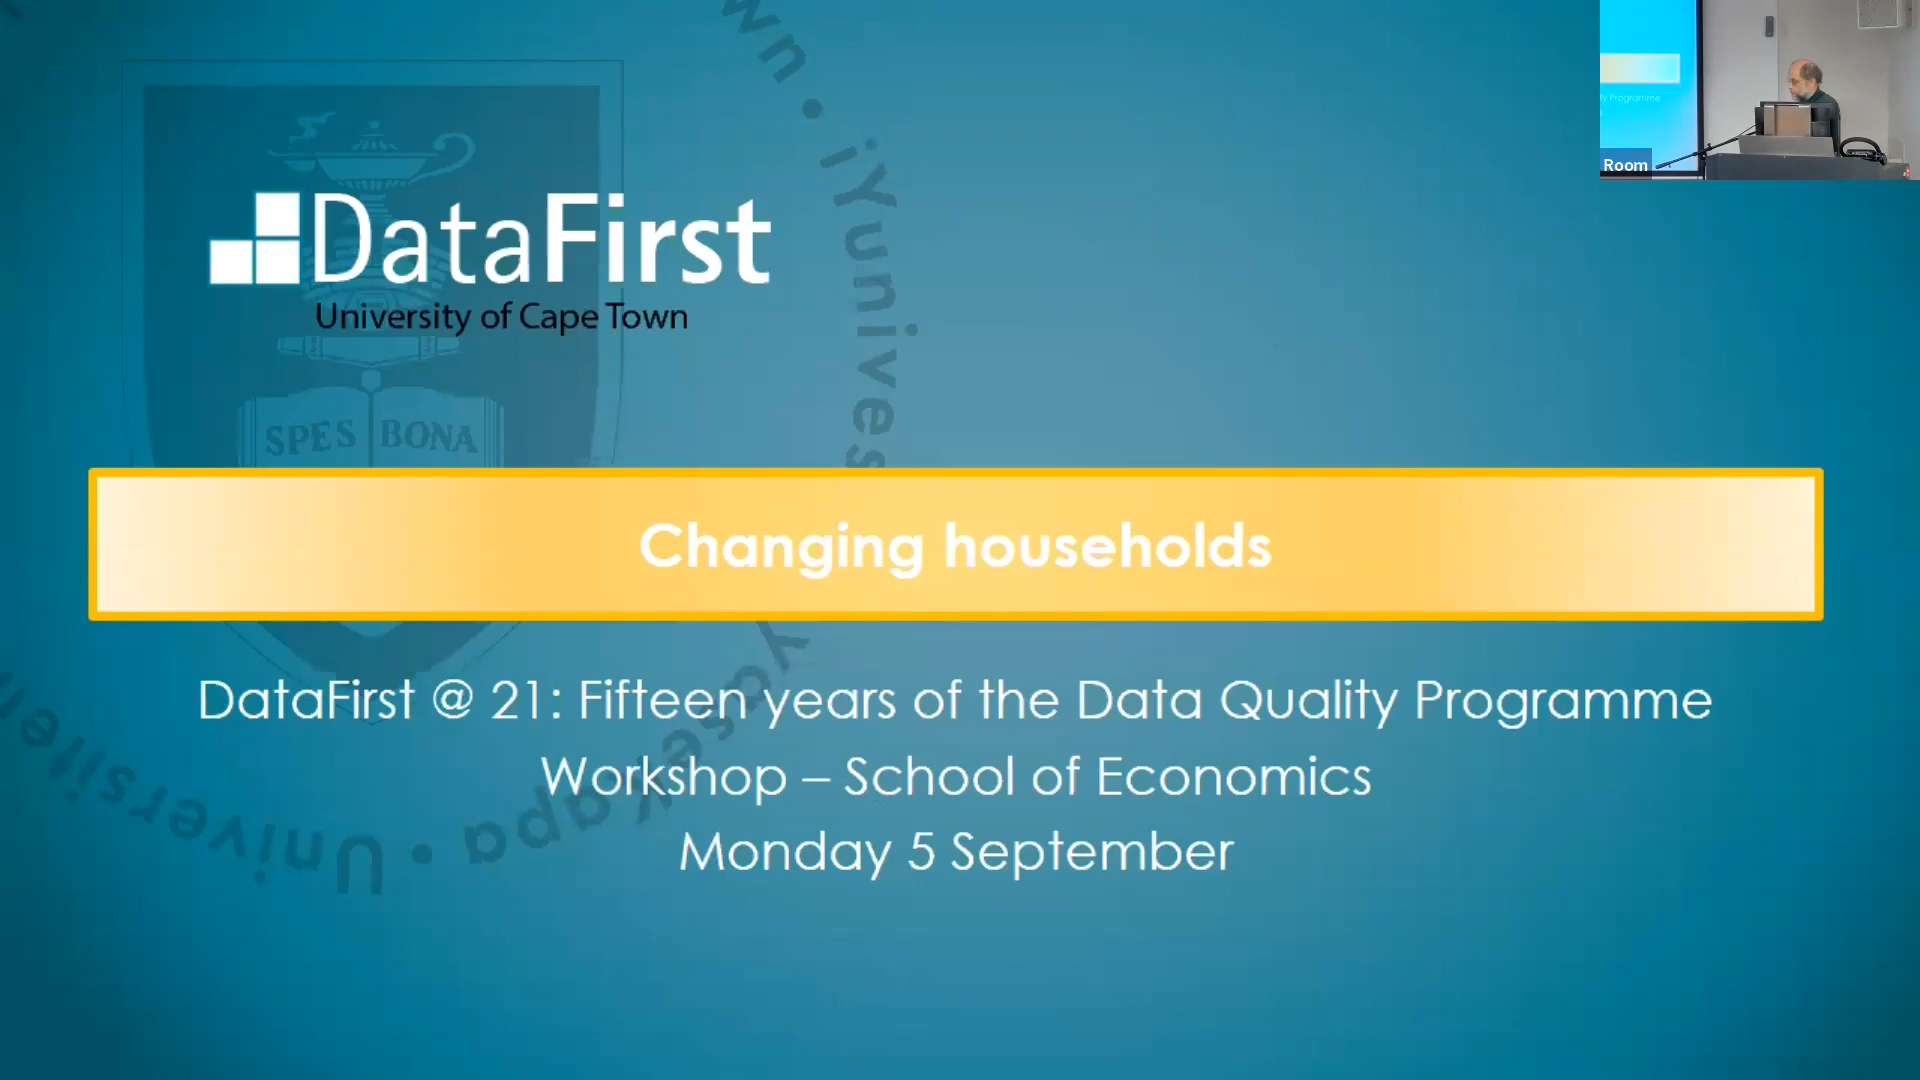 DataFirst
University of Cape Town
SPES BONA
Changing households
DataFirst @ 21: Fifteen years of the Data Quality Programme
Workshop – School of Economics
Monday 5 September
Room
Programme